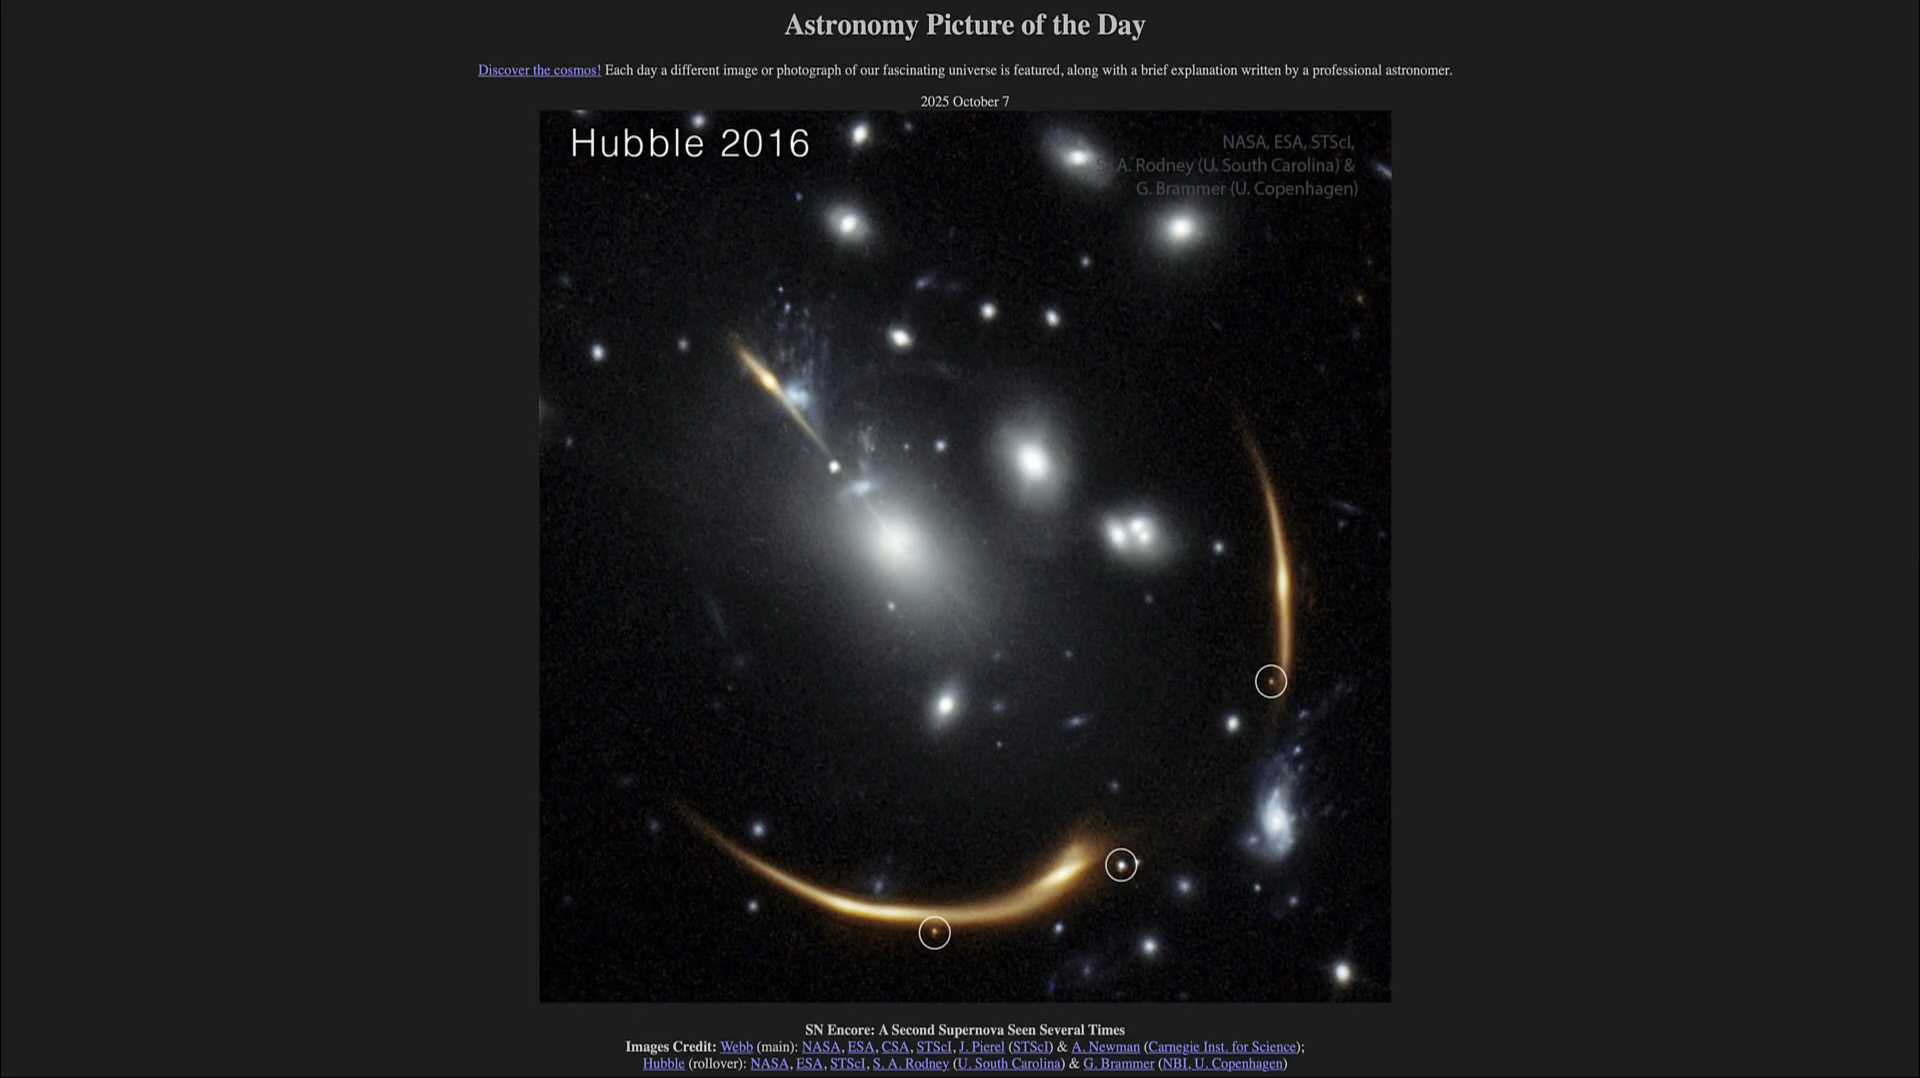 Astronomy Picture of the Day
Discover the cosmos! Each day a different image or photograph of our fascinating universe is featured, along with a brief explanation written by a professional astronomer.
2025 October 7
Hubble 2016
NASA, ESA, STScI,
S. A. Rodney (U. South Carolina) &
G. Brammer (U. Copenhagen)
SN Encore: A Second Supernova Seen Several Times
Images Credit: Webb (main): NASA, ESA, CSA, STScI, J. Pierel (STScI) & A. Newman (Carnegie Inst. for Science);
Hubble (rollover): NASA, ESA, STScI, S. A. Rodney (U. South Carolina) & G. Brammer (NBI, U. Copenhagen)